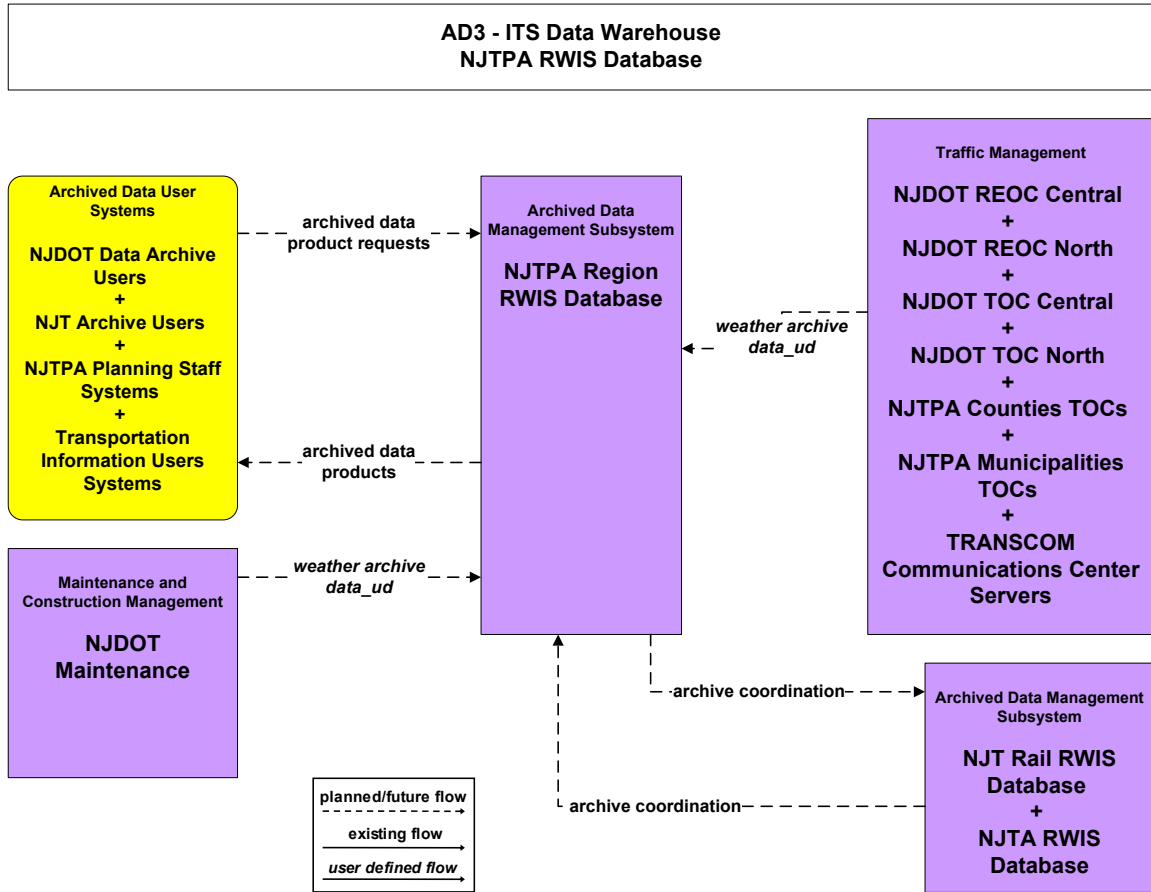 AD3 - ITS Data Warehouse
NJTPA RWIS Database
Archived Data User
Systems
NJDOT Data Archive
Users
+
NJT Archive Users
+
NJTPA Planning Staff
Systems
+
Transportation
Information Users
Systems
archived data
product requests
archived data
products
Archived Data
Management Subsystem
NJTPA Region
RWIS Database
weather archive
data_ud
Traffic Management
NJDOT REOC Central
+
NJDOT REOC North
+
NJDOT TOC Central
+
NJDOT TOC North
+
NJTPA Counties TOCs
+
NJTPA Municipalities
TOCs
+
TRANSCOM
Communications Center
Servers
Maintenance and
Construction Management
NJDOT
Maintenance
weather archive
data_ud
archive coordination
archive coordination
Archived Data Management
Subsystem
NJT Rail RWIS
Database
+
NJTA RWIS
Database
planned/future flow
existing flow
user defined flow